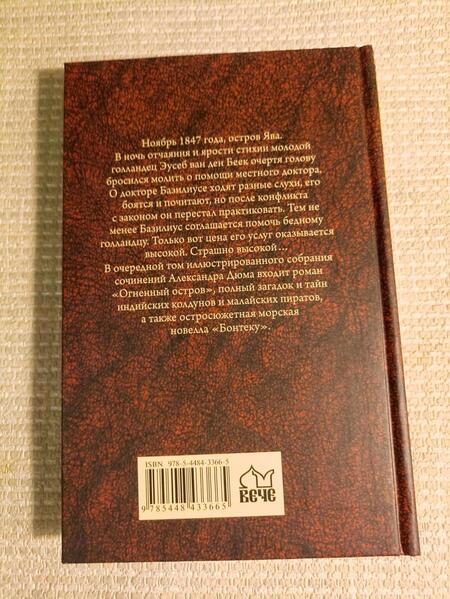 Ноябрь 1847 года, остров Ява.
В ночь отчаяния и ярости стихии молодой
голландец Эусеб ван ден Беек очертя голову
бросился молить о помощи местного доктора,
О докторе Базилиусе ходят разные слухи, его
боятся и почитают, но после конфликта
с законом он перестал практиковать. Тем не
менее Базилиус соглашается помочь бедному
голландцу. Только вот цена его услуг оказывается
высокой. Страшно высокой…
В очередной том иллюстрированного собрания
сочинений Александра Дюма входит роман
«Огненный остров», полный загадок и тайн
индийских колдунов и малайских пиратов,
а также остросюжетная морская
новелла «Бонтеку».
ISBN 978-5-4484-3366-5
9 785448 433665
ВЕЧЕ